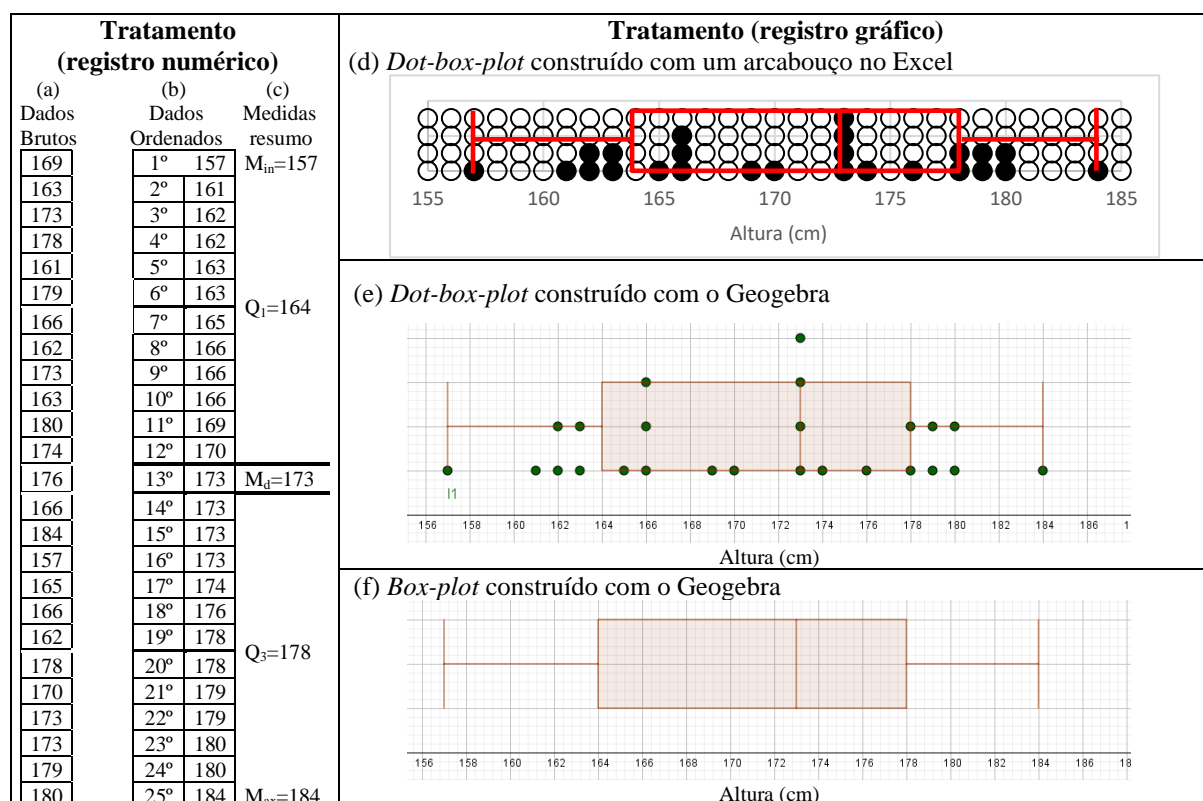 Tratamento
(registro numérico)
(a) (b) (c)
Dados Dados Medidas
Brutos Ordenados resumo
169 1º 157 Min=157
163 2º 161
173 3º 162
178 4º 162
161 5º 163
179 6º 163
Q1=164
166 7º 165
162 8º 166
173 9º 166
163 10º 166
180 11º 169
174 12º 170
176 13º 173 Md=173
166 14º 173
184 15º 173
157 16º 173
165 17º 174
166 18º 176
162 19º 178
Q3=178
178 20º 178
170 21º 179
173 22º 179
173 23º 180
179 24º 180
180 25º 184 Max=184
Tratamento (registro gráfico)
(d) Dot-box-plot construído com um arcabouço no Excel
155 160 165 170 175 180 185
Altura (cm)
(e) Dot-box-plot construído com o Geogebra
l1
156 158 160 162 164 166 168 170 172 174 176 178 180 182 184 186 1
Altura (cm)
(f) Box-plot construído com o Geogebra
156 158 160 162 164 166 168 170 172 174 176 178 180 182 184 186 18
Altura (cm)